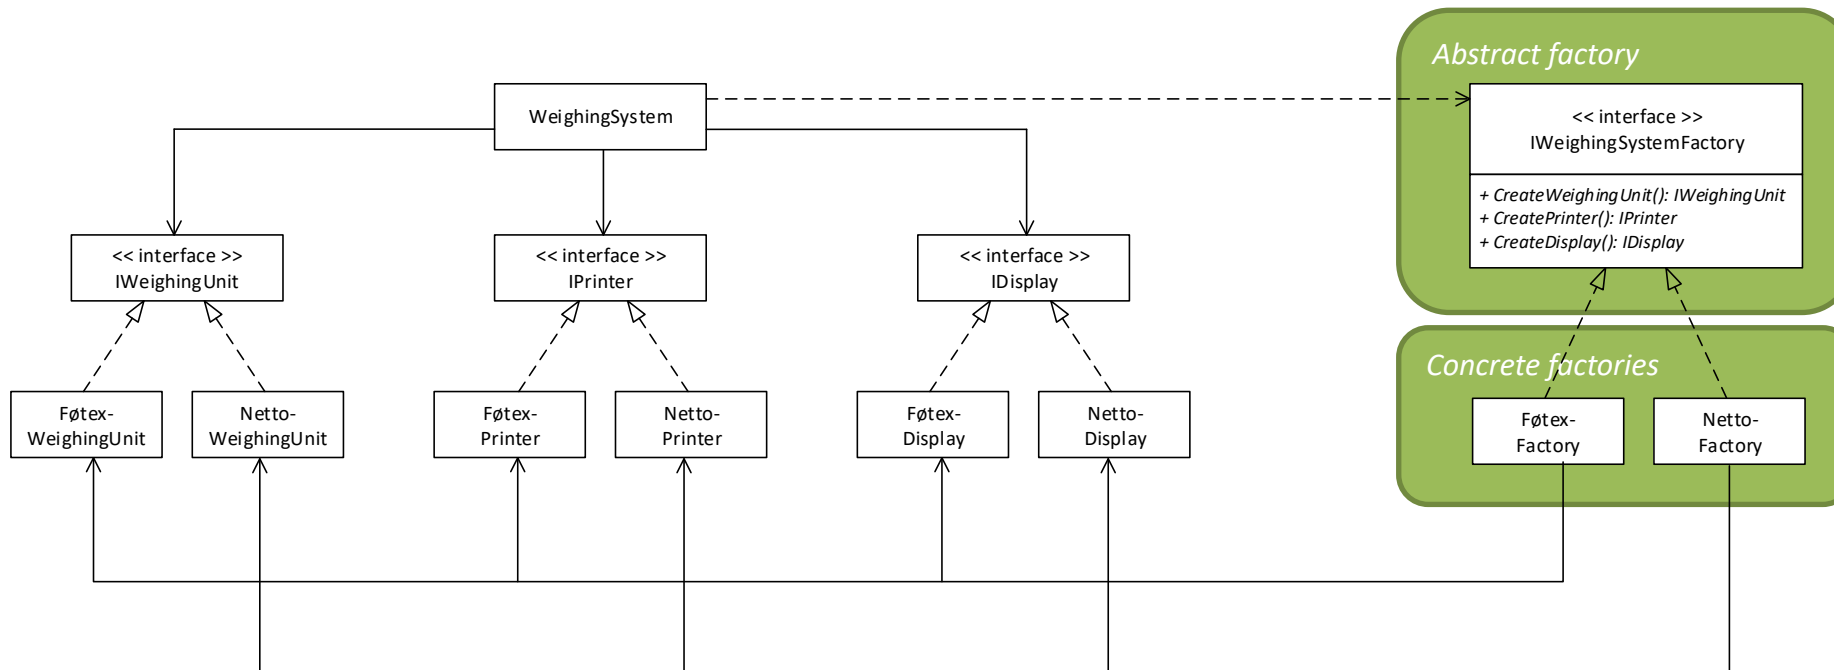 Abstract factory
WeighingSystem
<< interface >>
IWeighingSystemFactory
+ CreateWeighingUnit(): IWeighingUnit
+ CreatePrinter(): IPrinter
+ CreateDisplay(): IDisplay
<< interface >>
IWeighingUnit
<< interface >>
IPrinter
<< interface >>
IDisplay
Concrete factories
Føtex-
WeighingUnit
Netto-
WeighingUnit
Føtex-
Printer
Netto-
Printer
Føtex-
Display
Netto-
Display
Føtex-
Factory
Netto-
Factory